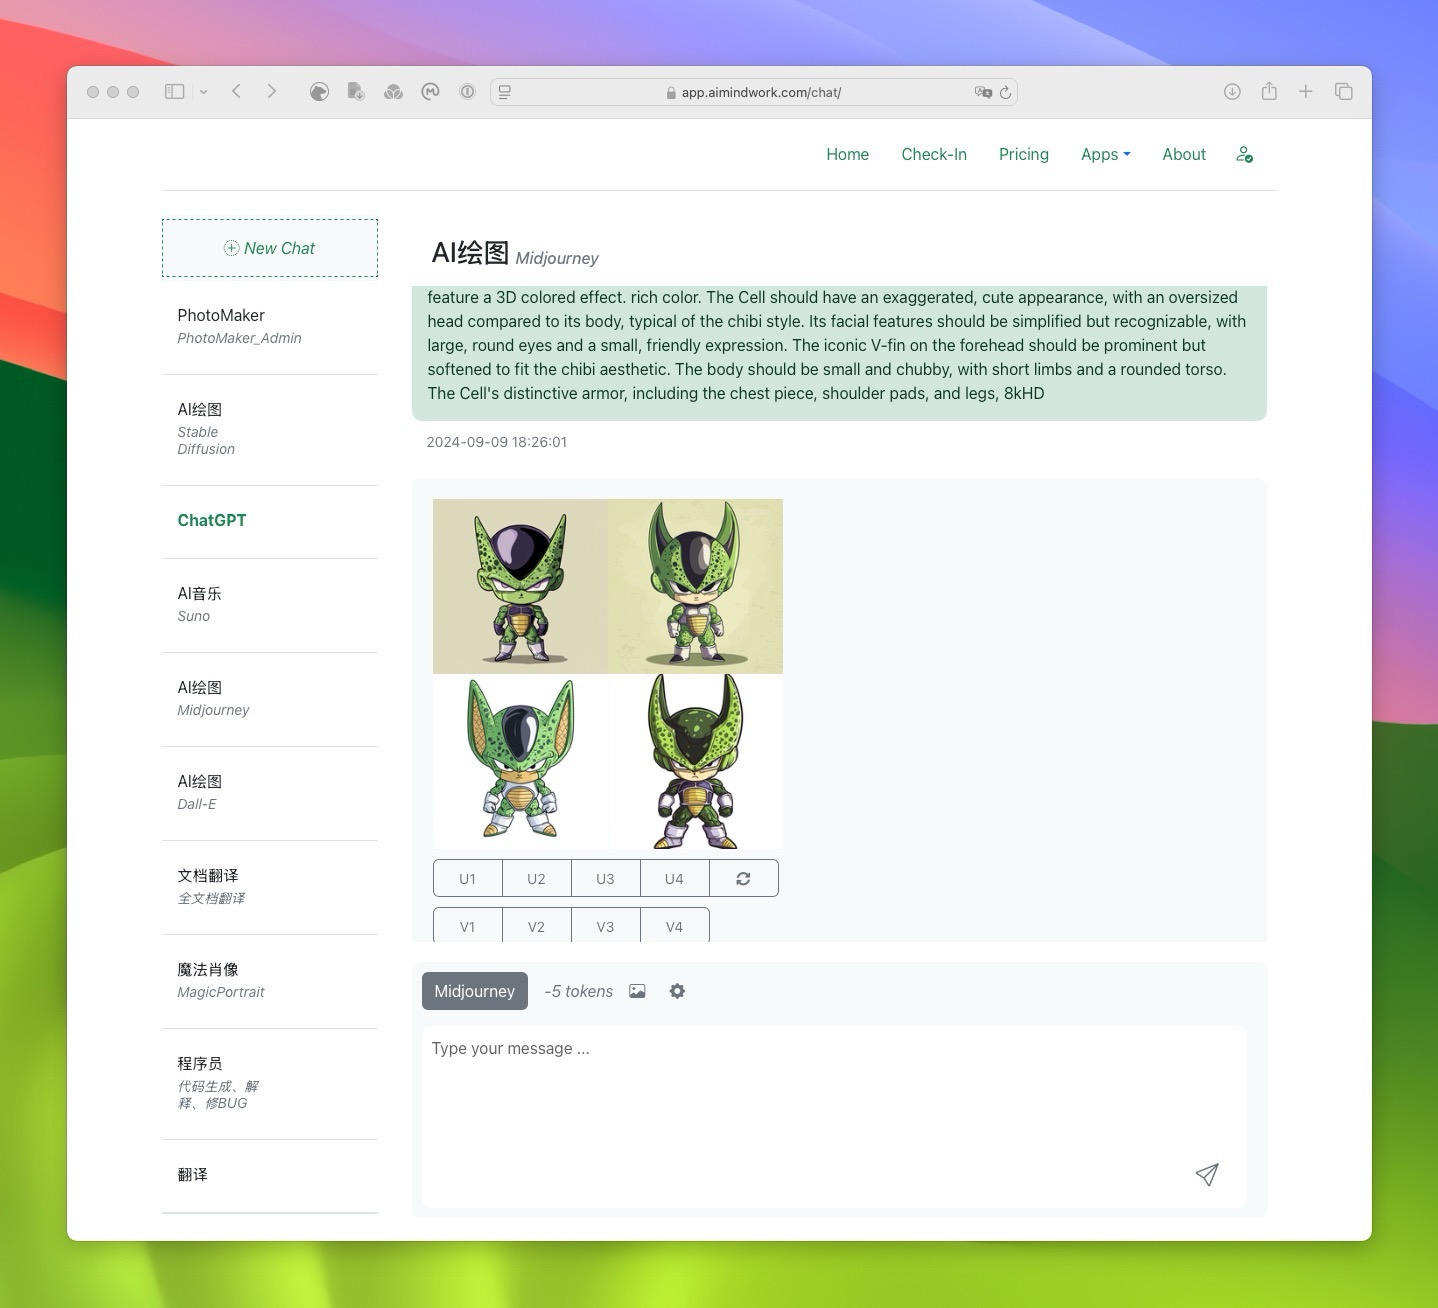 app.aimindwork.com/chat/
Home Check-In Pricing Apps About
New Chat
PhotoMaker
PhotoMaker_Admin
AI绘图
Stable
Diffusion
ChatGPT
AI音乐
Suno
AI绘图
Midjourney
AI绘图
Dall-E
文档翻译
全文档翻译
魔法肖像
MagicPortrait
程序员
代码生成、解
释、修BUG
翻译
AI绘图 Midjourney
feature a 3D colored effect. rich color. The Cell should have an exaggerated, cute appearance, with an oversized
head compared to its body, typical of the chibi style. Its facial features should be simplified but recognizable, with
large, round eyes and a small, friendly expression. The iconic V-fin on the forehead should be prominent but
softened to fit the chibi aesthetic. The body should be small and chubby, with short limbs and a rounded torso.
The Cell's distinctive armor, including the chest piece, shoulder pads, and legs, 8kHD
2024-09-09 18:26:01
U1 U2 U3 U4
V1 V2 V3 V4
Midjourney -5 tokens
Type your message ...